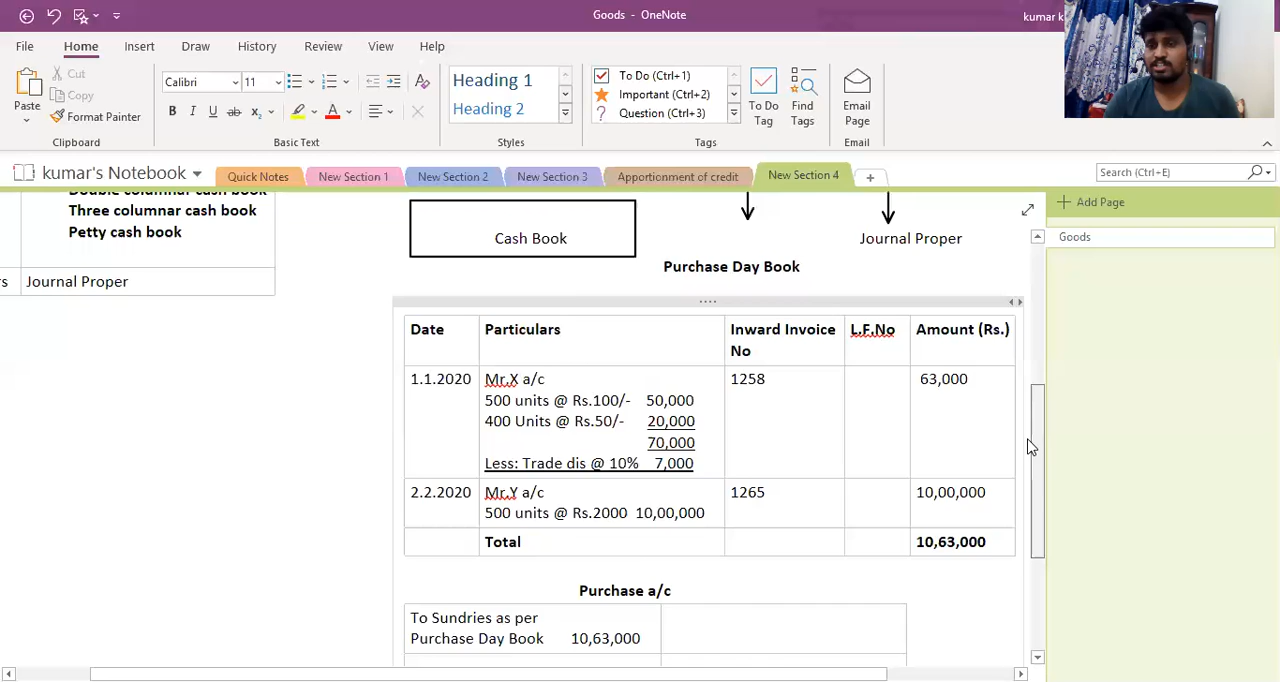 Goods - OneNote
kumar k
File Home Insert Draw History Review View Help
Paste
Cut
Copy
Format Painter
Clipboard
Calibri 11
B I U ab x₂ A
Basic Text
Heading 1
Heading 2
Styles
To Do (Ctrl+1)
Important (Ctrl+2)
? Question (Ctrl+3)
To Do Tag
Find Tags
Tags
Email Page
Email
kumar's Notebook
Quick Notes New Section 1 New Section 2 New Section 3 Apportionment of credit New Section 4 +
Search (Ctrl+E)
Add Page
Goods
Double columnar cash book
Three columnar cash book
Petty cash book
s Journal Proper
Cash Book
Journal Proper
Purchase Day Book
Date Particulars Inward Invoice No L.F.No Amount (Rs.)
1.1.2020 Mr.X a/c 1258 63,000
500 units @ Rs.100/- 50,000
400 Units @ Rs.50/- 20,000
70,000
Less: Trade dis @ 10% 7,000
2.2.2020 Mr.Y a/c 1265 10,00,000
500 units @ Rs.2000 10,00,000
Total 10,63,000
Purchase a/c
To Sundries as per
Purchase Day Book 10,63,000